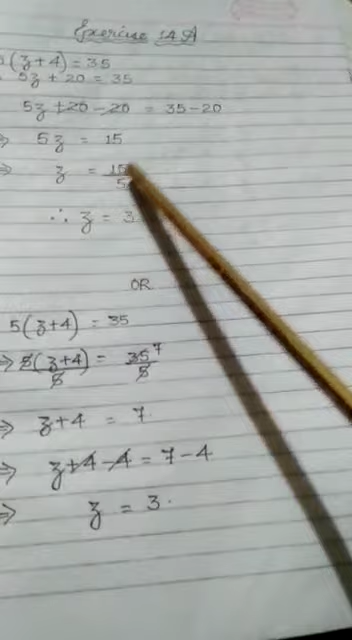 Exercise 14 A
(z+4) = 35
5z + 20 = 35
5z + 20 - 20 = 35 - 20
⇒ 5z = 15
⇒ z = 15/5
∴ z = 3
OR
5(z+4) = 35
⇒ 5(z+4)/5 = 35/5 7
⇒ z+4 = 7
⇒ z+4-4 = 7-4
⇒ z = 3.